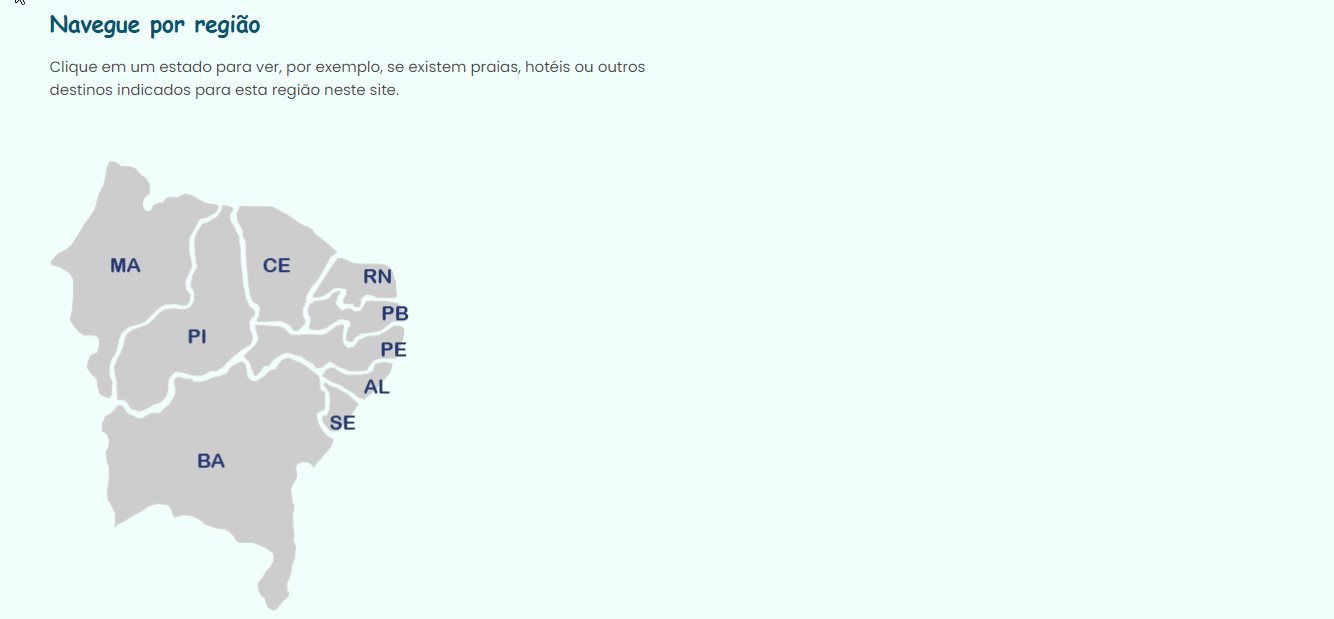 Navegue por região
Clique em um estado para ver, por exemplo, se existem praias, hotéis ou outros
destinos indicados para esta região neste site.
MA
CE
RN
PB
PI
PE
AL
SE
BA